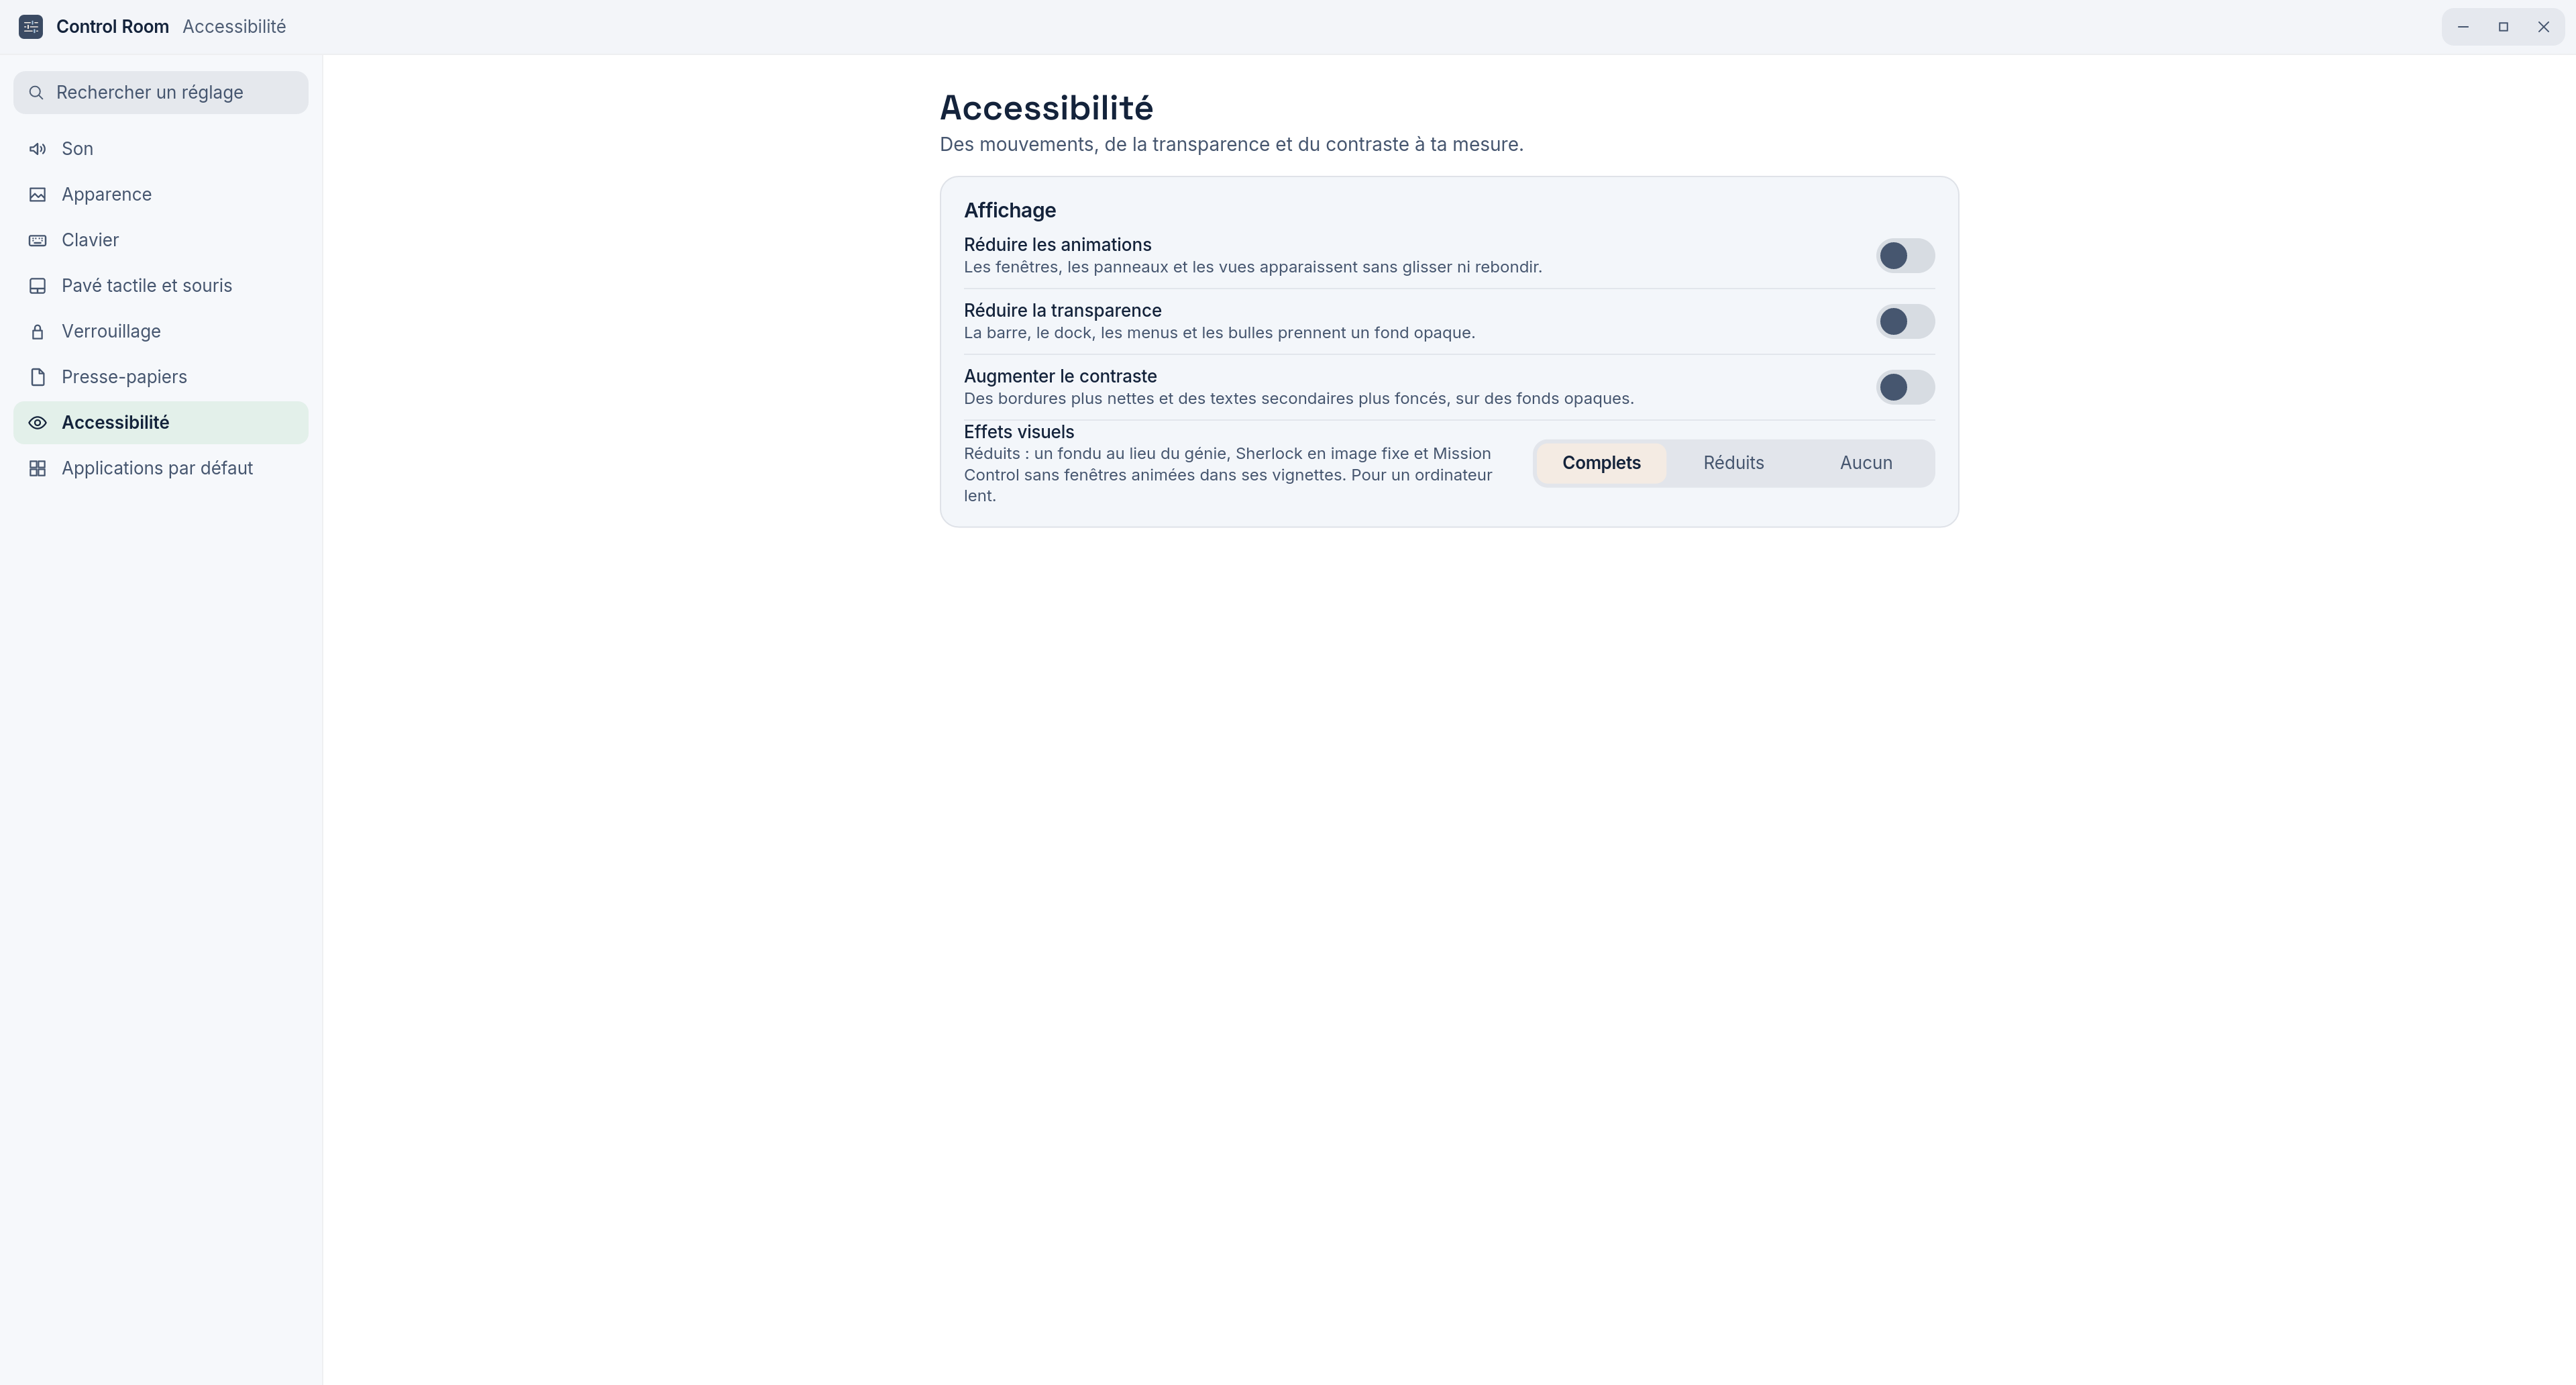 Control Room Accessibilité
Rechercher un réglage
Son
Apparence
Clavier
Pavé tactile et souris
Verrouillage
Presse-papiers
Accessibilité
Applications par défaut
Accessibilité
Des mouvements, de la transparence et du contraste à ta mesure.
Affichage
Réduire les animations
Les fenêtres, les panneaux et les vues apparaissent sans glisser ni rebondir.
Réduire la transparence
La barre, le dock, les menus et les bulles prennent un fond opaque.
Augmenter le contraste
Des bordures plus nettes et des textes secondaires plus foncés, sur des fonds opaques.
Effets visuels
Réduits : un fondu au lieu du génie, Sherlock en image fixe et Mission
Control sans fenêtres animées dans ses vignettes. Pour un ordinateur
lent.
Complets Réduits Aucun